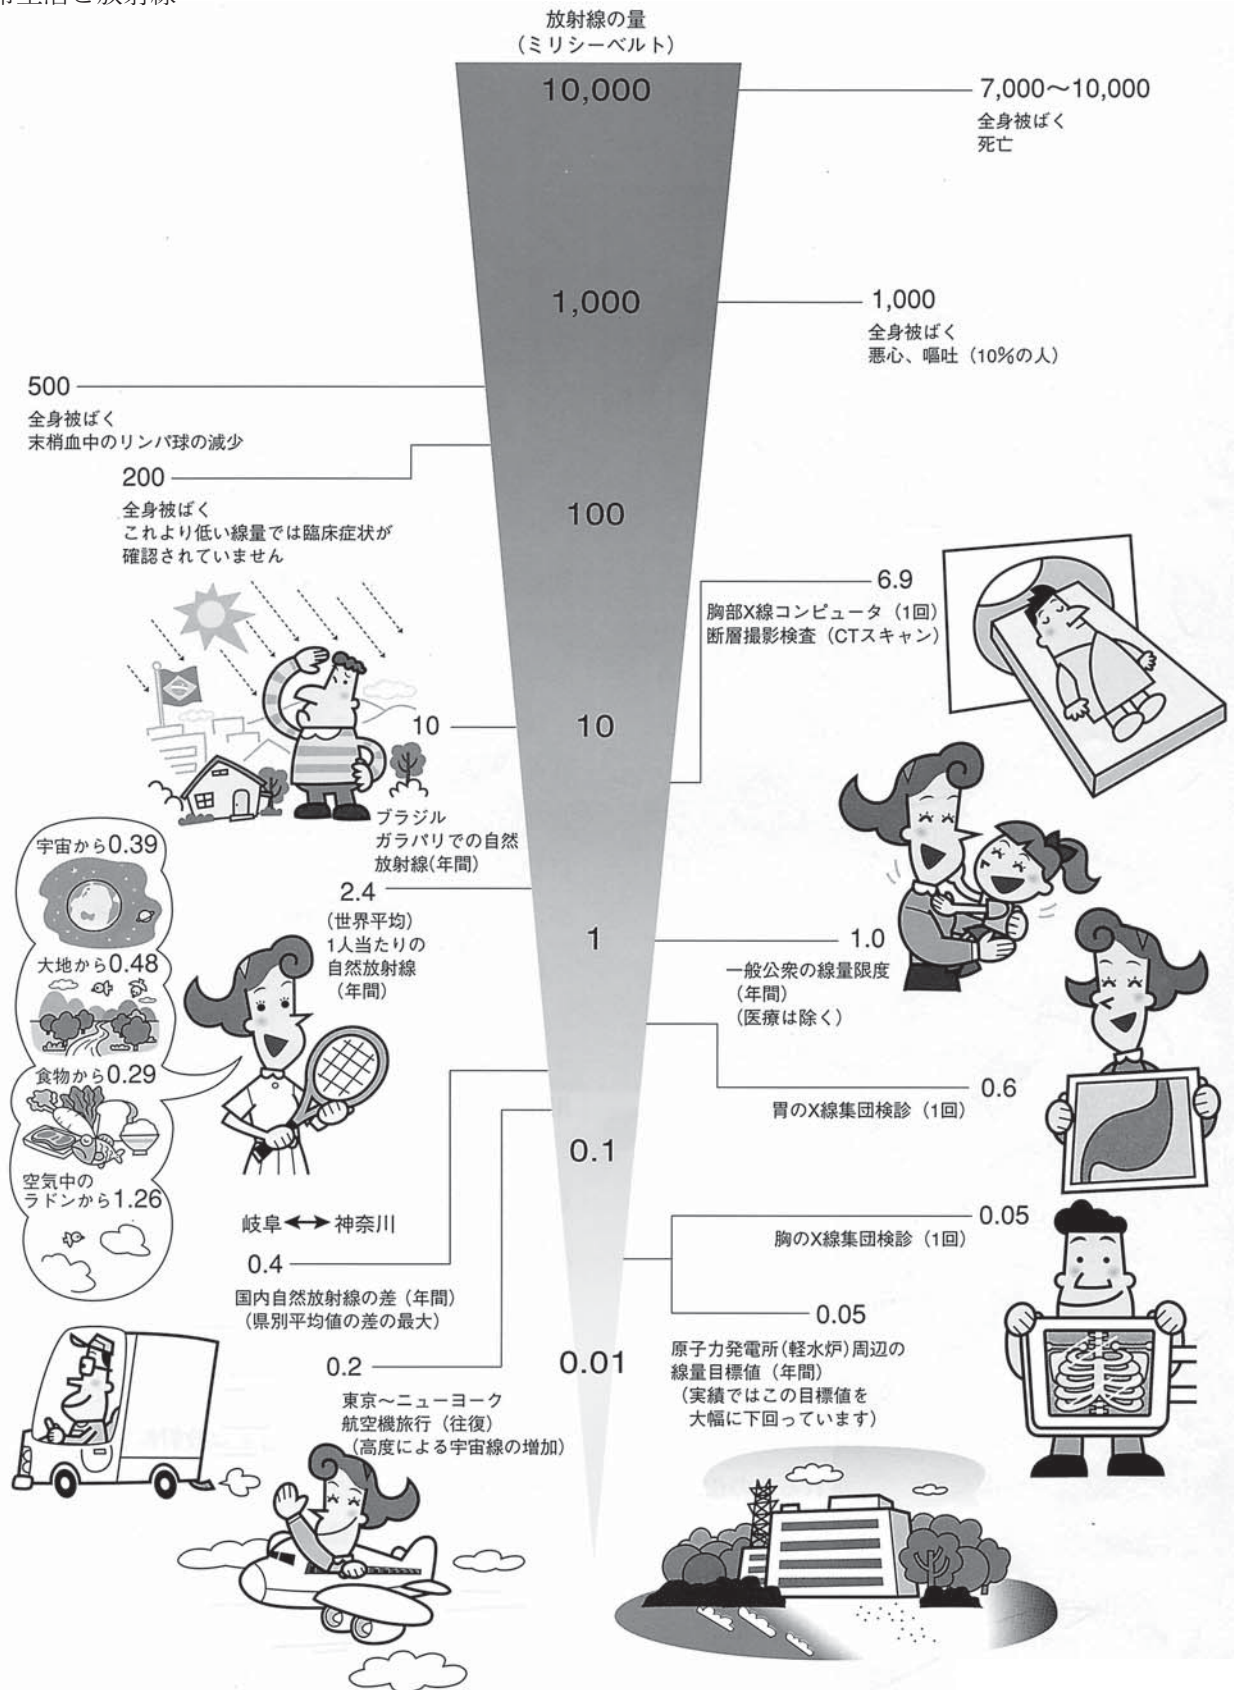 常生活と放射線
放射線の量
(ミリシーベルト)
10,000
7,000〜10,000
全身被ばく
死亡
1,000
1,000
全身被ばく
悪心、嘔吐(10%の人)
500
全身被ばく
末梢血中のリンパ球の減少
200
全身被ばく
これより低い線量では臨床症状が
確認されていません
100
6.9
胸部X線コンピュータ(1回)
断層撮影検査(CTスキャン)
10
10
ブラジル
ガラパリでの自然
放射線(年間)
宇宙から0.39
大地から0.48
食物から0.29
空気中の
ラドンから1.26
2.4
(世界平均)
1人当たりの
自然放射線
(年間)
1
1.0
一般公衆の線量限度
(年間)
(医療は除く)
0.6
胃のX線集団検診(1回)
0.1
岐阜↔神奈川
0.4
国内自然放射線の差(年間)
(県別平均値の差の最大)
0.05
胸のX線集団検診(1回)
0.05
原子力発電所(軽水炉)周辺の
線量目標値(年間)
(実績ではこの目標値を
大幅に下回っています)
0.01
0.2
東京〜ニューヨーク
航空機旅行(往復)
(高度による宇宙線の増加)